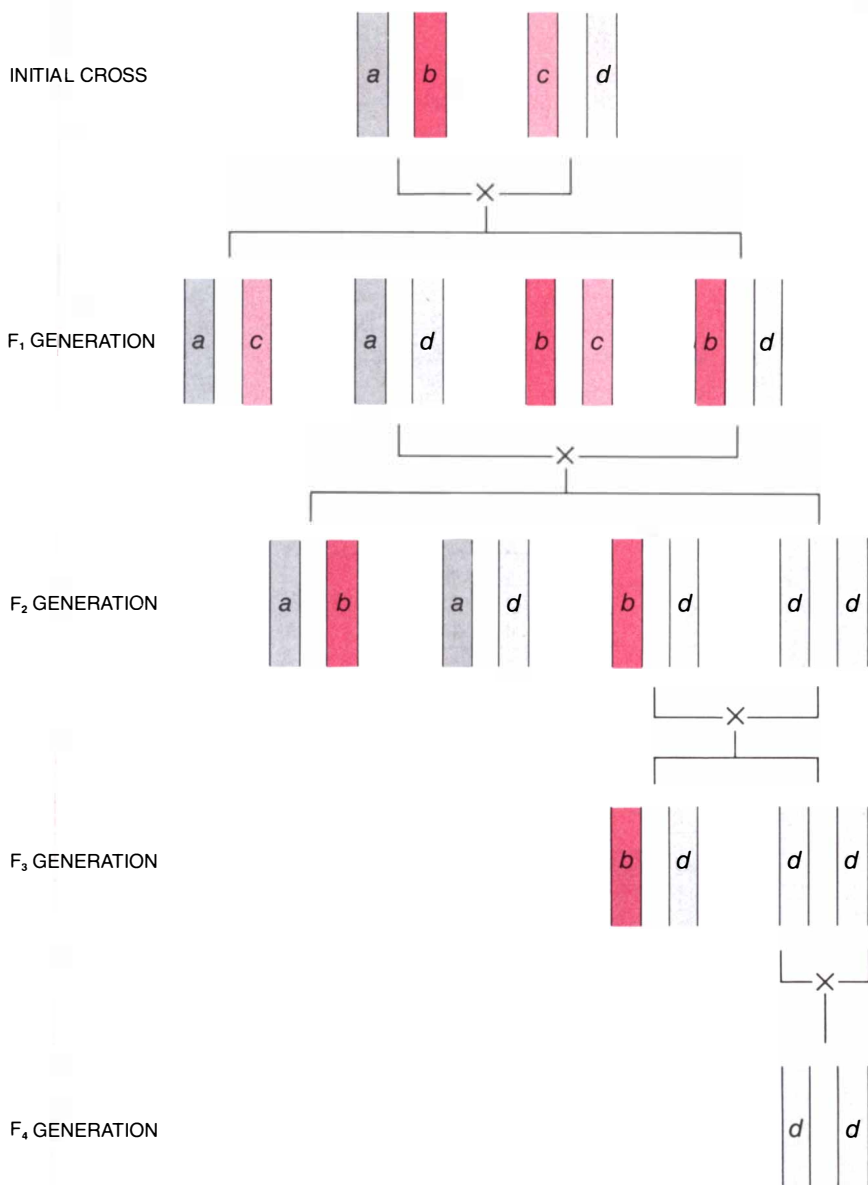 INITIAL CROSS a b c d
×
F₁ GENERATION a c a d b c b d
×
F₂ GENERATION a b a d b d d d
×
F₃ GENERATION b d d d
×
F₄ GENERATION d d